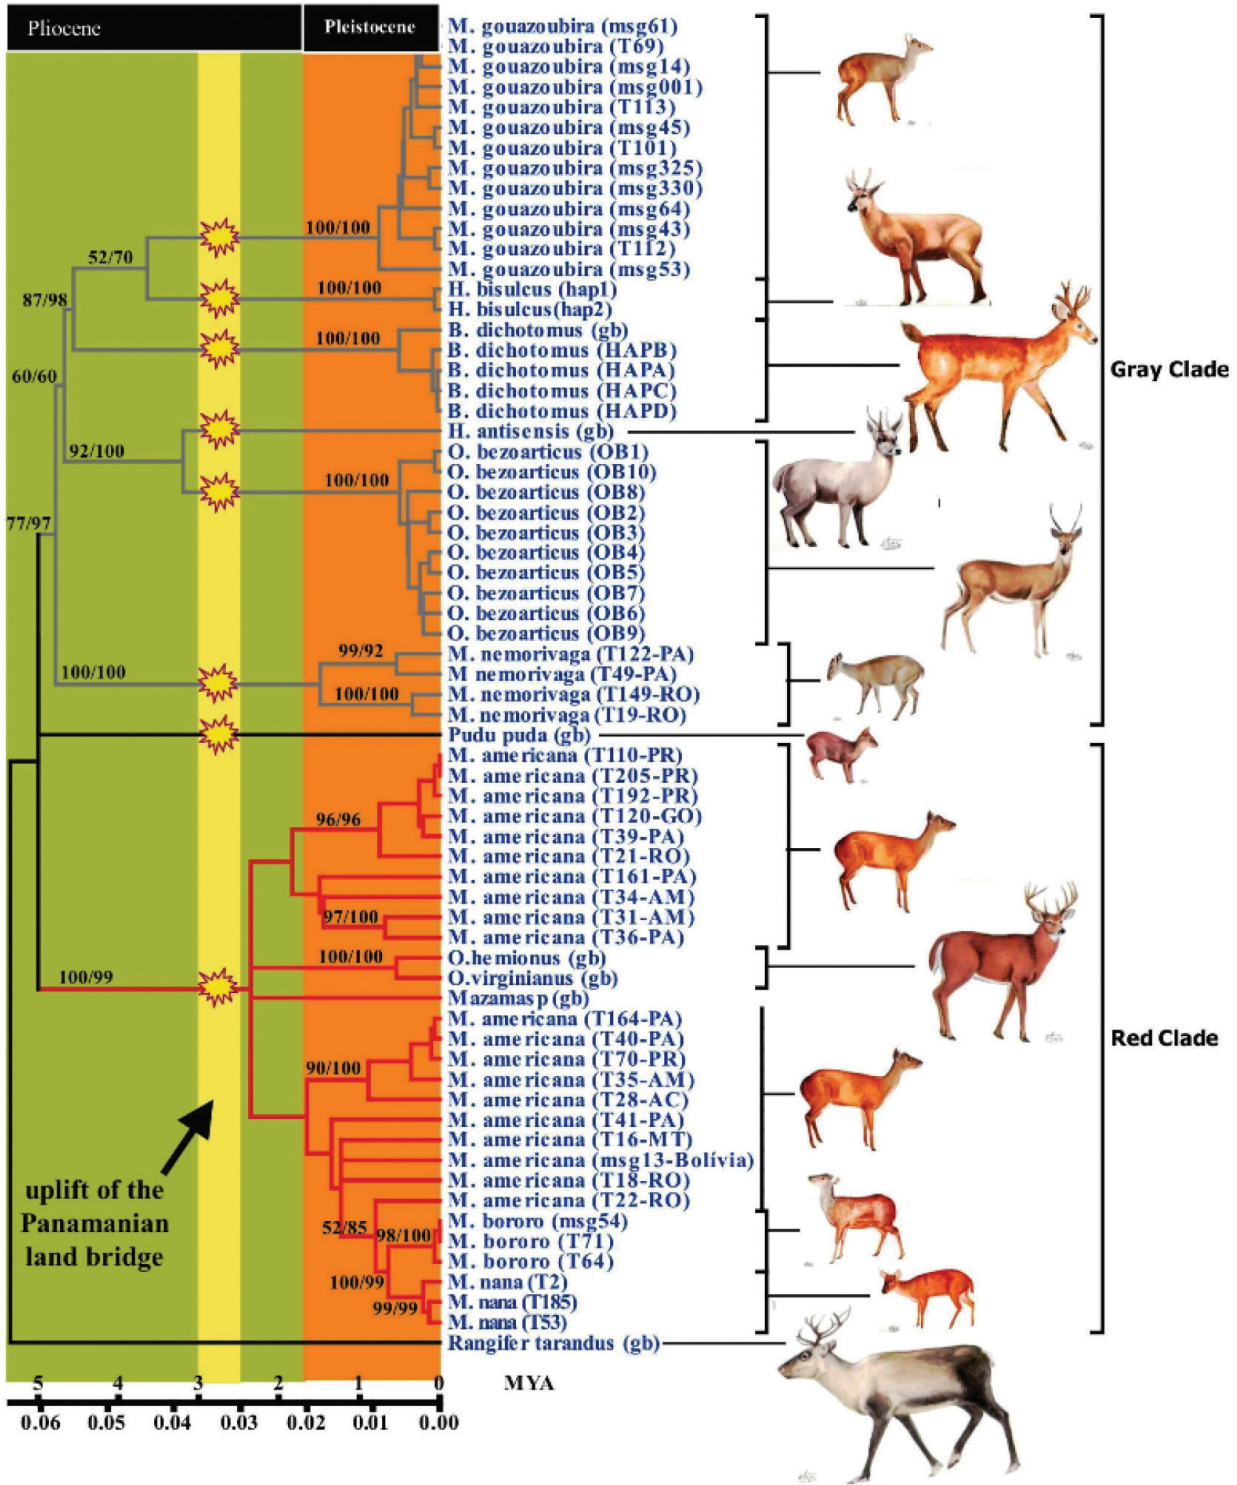 Pliocene
Pleistocene
M. gouazoubira (msg61)
M. gouazoubira (T69)
M. gouazoubira (msg14)
M. gouazoubira (msg001)
M. gouazoubira (T113)
M. gouazoubira (msg45)
M. gouazoubira (T101)
M. gouazoubira (msg325)
M. gouazoubira (msg330)
M. gouazoubira (msg64)
M. gouazoubira (msg43)
M. gouazoubira (T112)
M. gouazoubira (msg53)
H. bisulcus (hap1)
H. bisulcus(hap2)
B. dichotomus (gb)
B. dichotomus (HAPB)
B. dichotomus (HAPA)
B. dichotomus (HAPC)
B. dichotomus (HAPD)
H. antisensis (gb)
O. bezoarticus (OB1)
O. bezoarticus (OB10)
O. bezoarticus (OB8)
O. bezoarticus (OB2)
O. bezoarticus (OB3)
O. bezoarticus (OB4)
O. bezoarticus (OB5)
O. bezoarticus (OB7)
O. bezoarticus (OB6)
O. bezoarticus (OB9)
M. nemorivaga (T122-PA)
M nemorivaga (T49-PA)
M. nemorivaga (T149-RO)
M. nemorivaga (T19-RO)
Pudu puda (gb)
M. americana (T110-PR)
M. americana (T205-PR)
M. americana (T192-PR)
M. americana (T120-GO)
M. americana (T39-PA)
M. americana (T21-RO)
M. americana (T161-PA)
M. americana (T34-AM)
M. americana (T31-AM)
M. americana (T36-PA)
O.hemionus (gb)
O.virginianus (gb)
Mazamasp (gb)
M. americana (T164-PA)
M. americana (T40-PA)
M. americana (T70-PR)
M. americana (T35-AM)
M. americana (T28-AC)
M. americana (T41-PA)
M. americana (T16-MT)
M. americana (msg13-Bolívia)
M. americana (T18-RO)
M. americana (T22-RO)
M. bororo (msg54)
M. bororo (T71)
M. bororo (T64)
M. nana (T2)
M. nana (T185)
M. nana (T53)
Rangifer tarandus (gb)
100/100
52/70
100/100
87/98
100/100
60/60
92/100
100/100
77/97
99/92
100/100
100/100
96/96
97/100
100/100
100/99
90/100
52/85
98/100
100/99
99/99
uplift of the
Panamanian
land bridge
Gray Clade
Red Clade
5 4 3 2 1 0 MYA
0.06 0.05 0.04 0.03 0.02 0.01 0.00